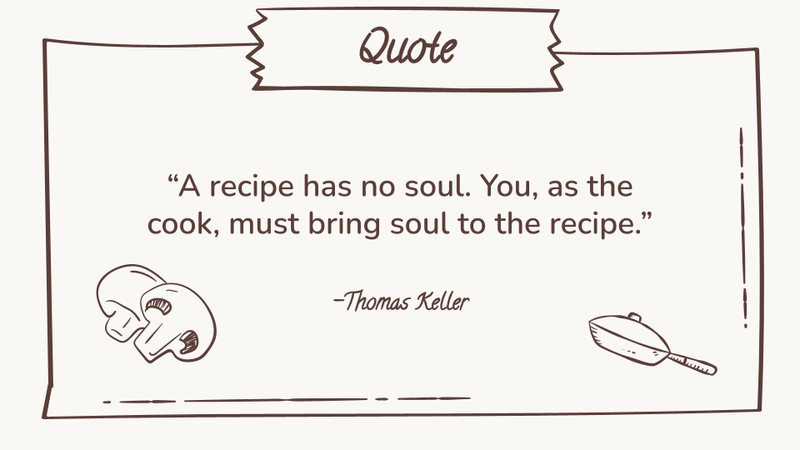 Quote
“A recipe has no soul. You, as the
cook, must bring soul to the recipe.”
–Thomas Keller